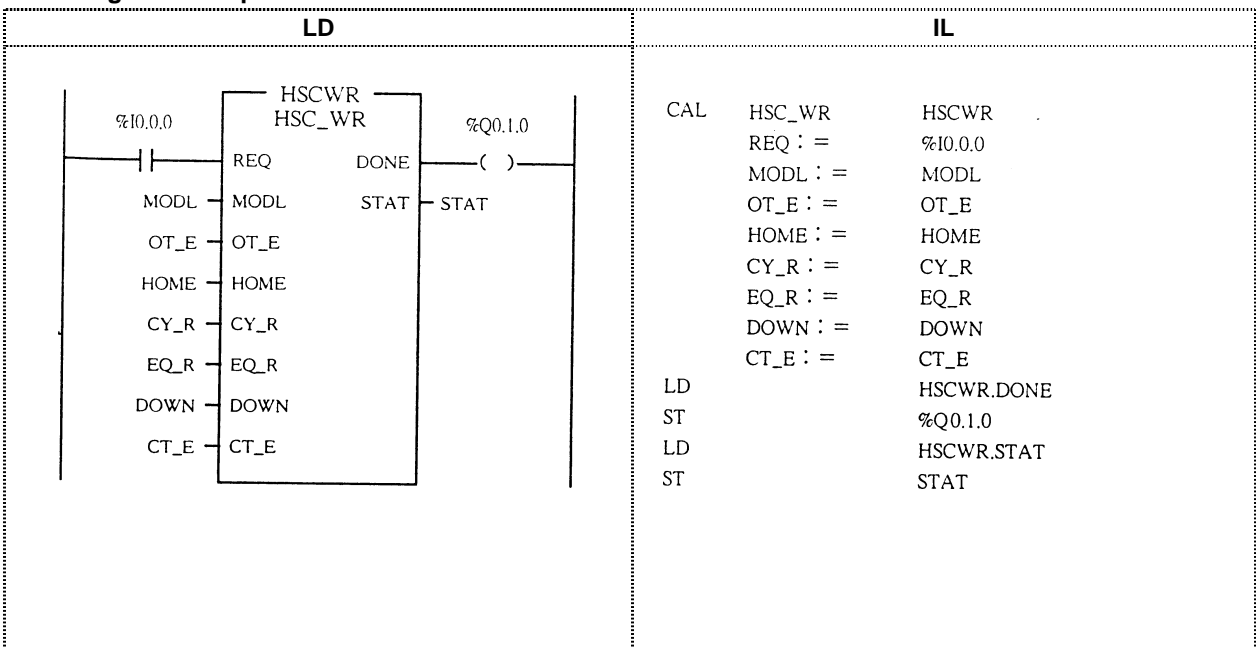 LD
IL
HSCWR
HSC_WR
%I0.0.0
%Q0.1.0
REQ DONE
MODL MODL STAT STAT
OT_E OT_E
HOME HOME
CY_R CY_R
EQ_R EQ_R
DOWN DOWN
CT_E CT_E
CAL HSC_WR HSCWR
REQ : = %I0.0.0
MODL : = MODL
OT_E : = OT_E
HOME : = HOME
CY_R : = CY_R
EQ_R : = EQ_R
DOWN : = DOWN
CT_E : = CT_E
LD HSCWR.DONE
ST %Q0.1.0
LD HSCWR.STAT
ST STAT